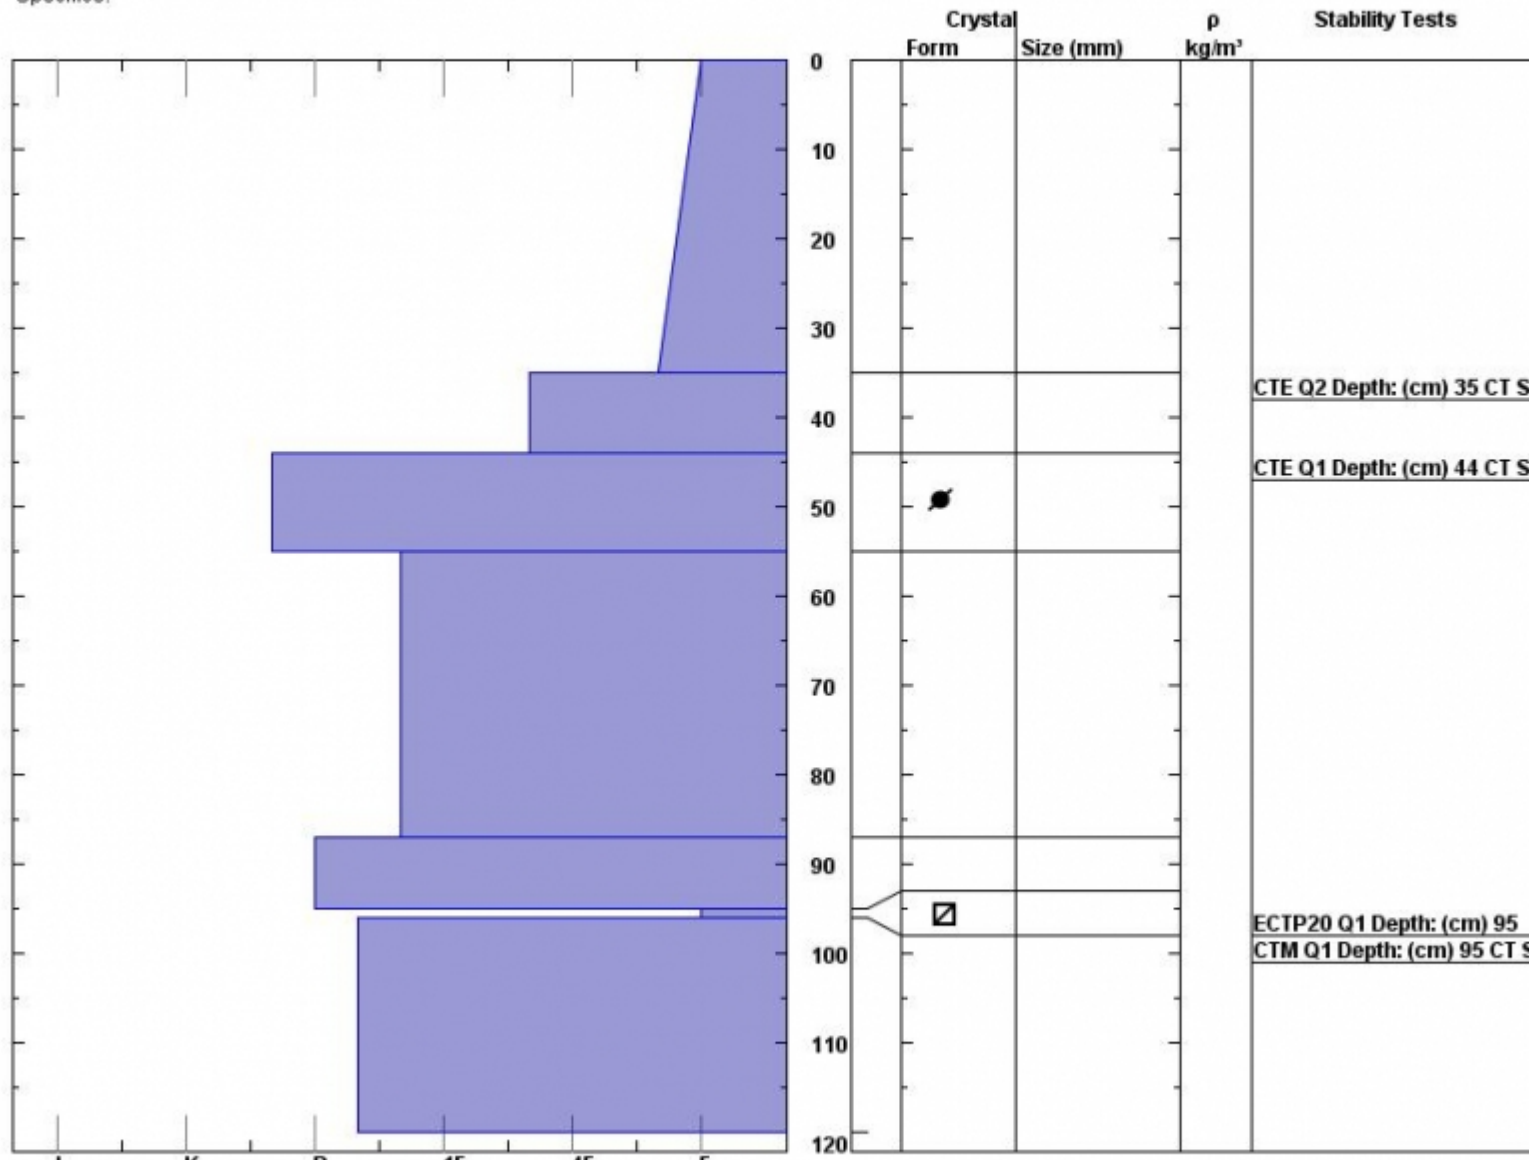 Crystal
ρ
Stability Tests
Form
Size (mm)
kg/m³
0
10
20
30
40
50
60
70
80
90
100
110
120
CTE Q2 Depth: (cm) 35 CT S
CTE Q1 Depth: (cm) 44 CT S
ECTP20 Q1 Depth: (cm) 95
CTM Q1 Depth: (cm) 95 CT S